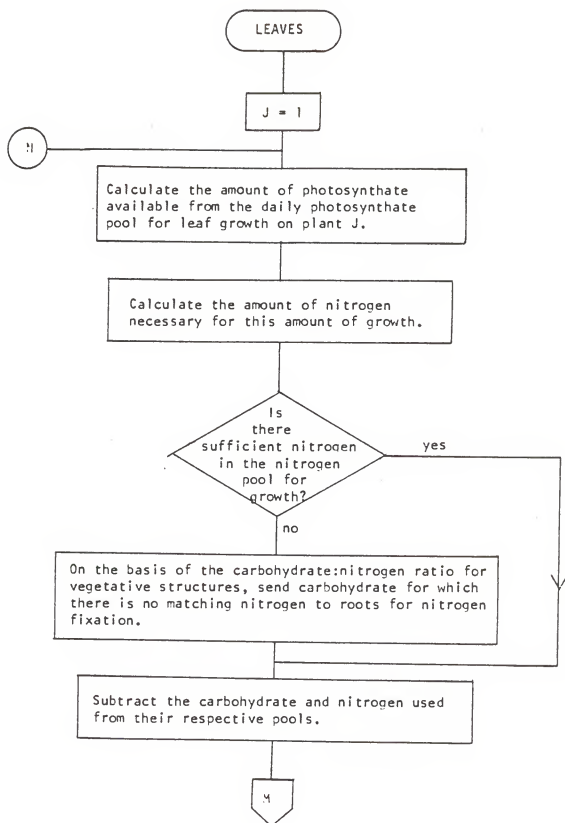 LEAVES
J = 1
Calculate the amount of photosynthate
available from the daily photosynthate
pool for leaf growth on plant J.
Calculate the amount of nitrogen
necessary for this amount of growth.
Is
there
sufficient nitrogen
in the nitrogen
pool for
growth?
yes
no
On the basis of the carbohydrate:nitrogen ratio for
vegetative structures, send carbohydrate for which
there is no matching nitrogen to roots for nitrogen
fixation.
Subtract the carbohydrate and nitrogen used
from their respective pools.